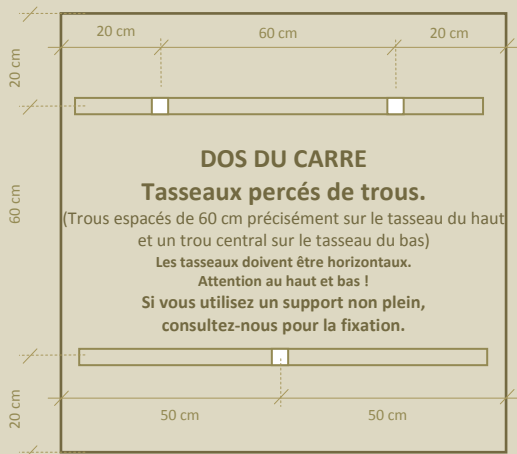 20 cm
60 cm
20 cm
20 cm
60 cm
20 cm
DOS DU CARRE
Tasseaux percés de trous.
(Trous espacés de 60 cm précisément sur le tasseau du haut
et un trou central sur le tasseau du bas)
Les tasseaux doivent être horizontaux.
Attention au haut et bas !
Si vous utilisez un support non plein,
consultez-nous pour la fixation.
50 cm
50 cm